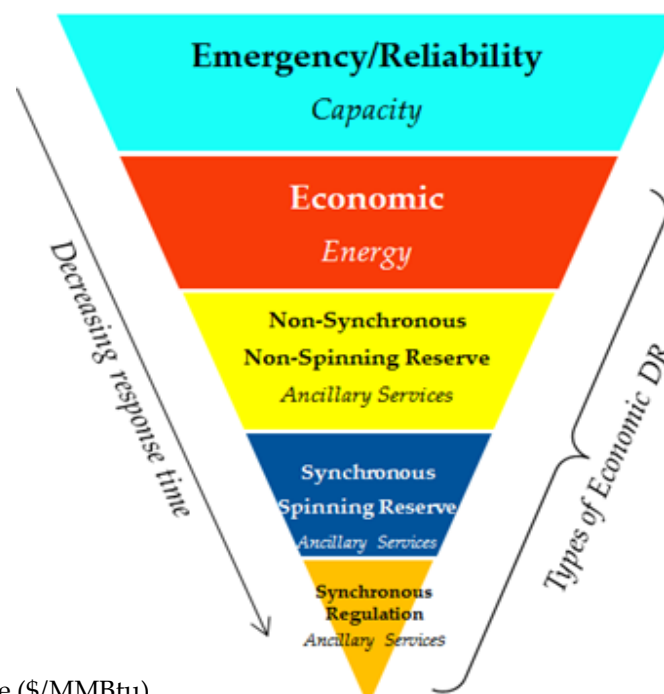 Emergency/Reliability
Capacity
Economic
Energy
Non-Synchronous
Non-Spinning Reserve
Ancillary Services
Synchronous
Spinning Reserve
Ancillary Services
Synchronous
Regulation
Ancillary Services
Decreasing response time
Types of Economic DR
($/MMBtu)